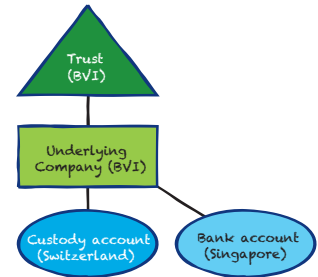 Trust
(BVI)
Underlying
Company (BVI)
Custody account
(Switzerland)
Bank account
(Singapore)